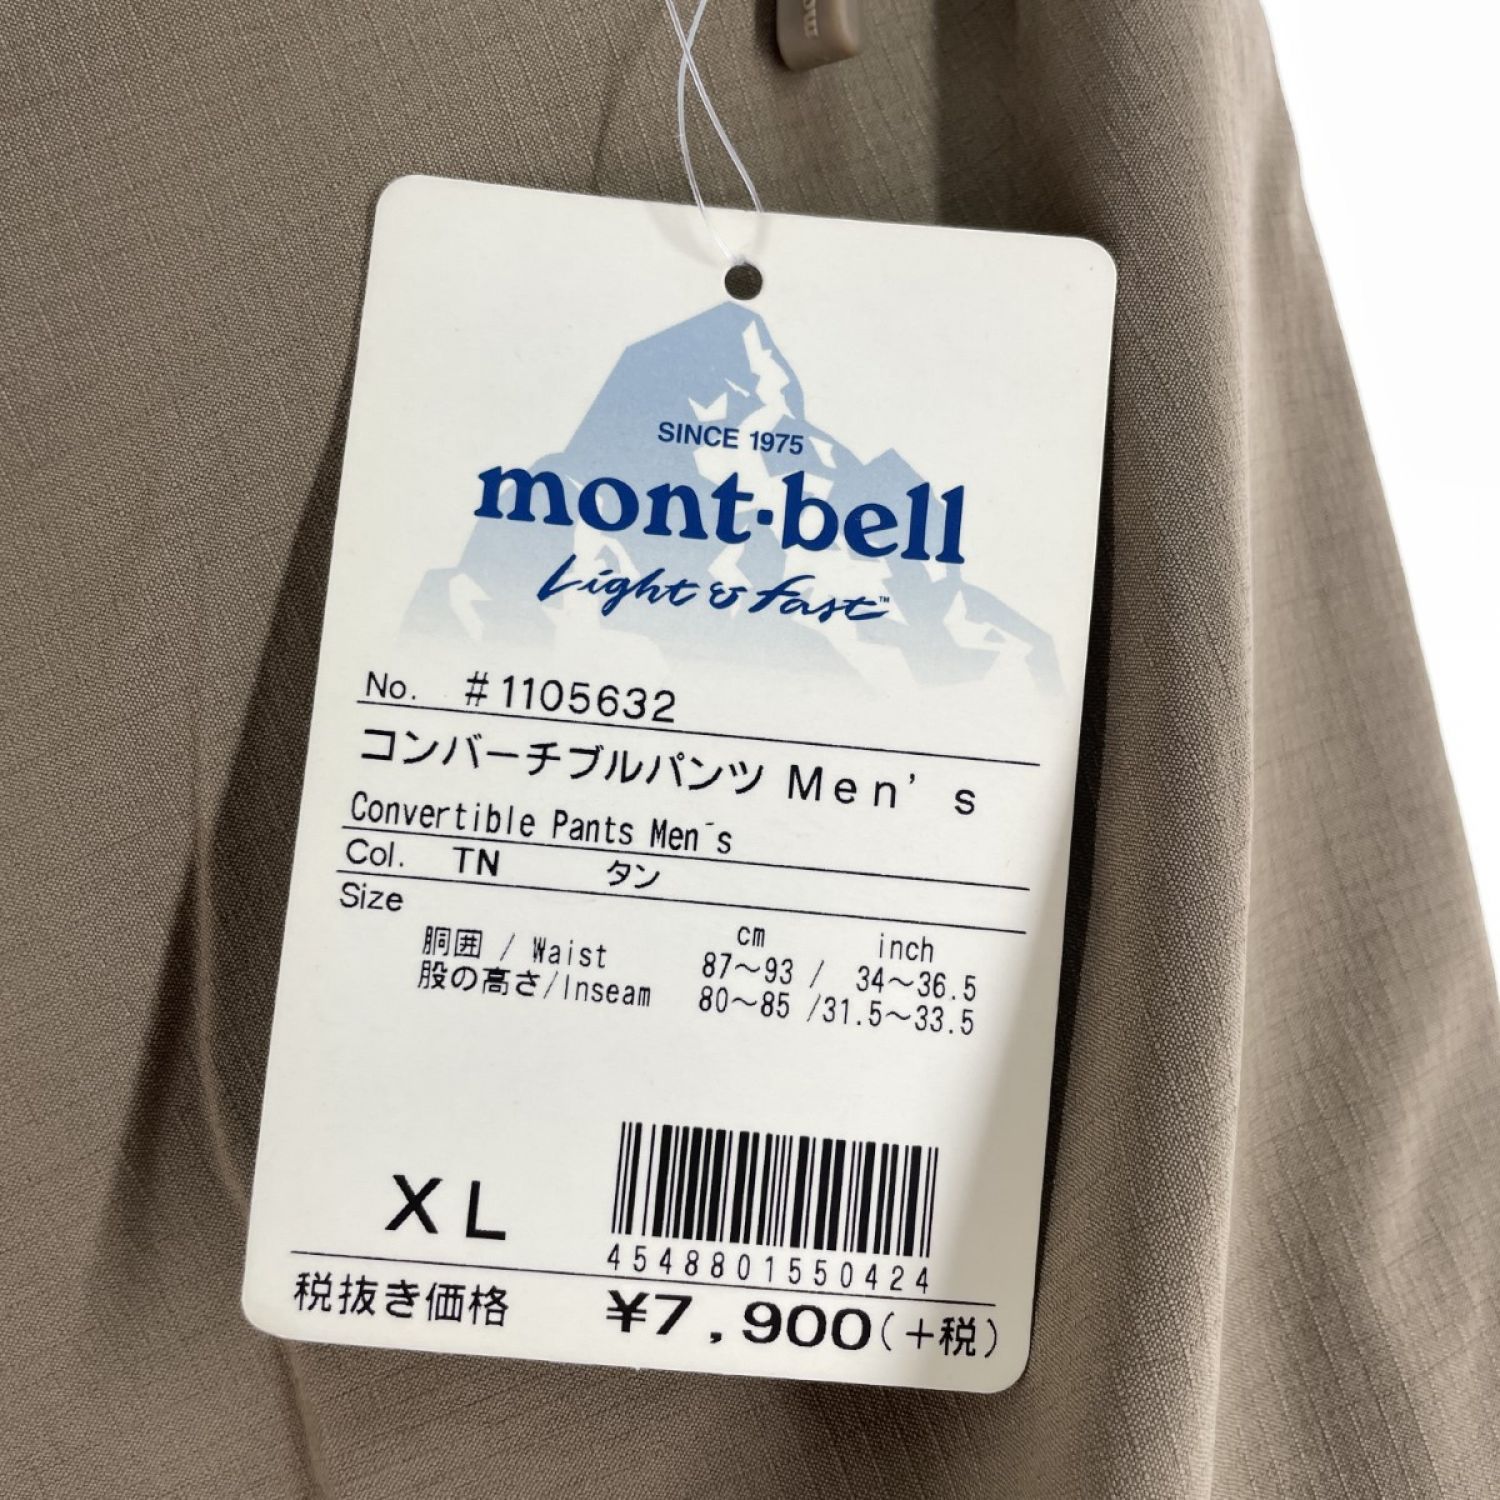 SINCE 1975
mont·bell
Light & Fast™
No. #1105632
コンバーチブルパンツ Men's
Convertible Pants Men´s
Col. TN タン
Size
cm inch
胴囲 / Waist 87〜93 / 34〜36.5
股の高さ/Inseam 80〜85 /31.5〜33.5
XL
4548801550424
税抜き価格 ¥7,900(+税)